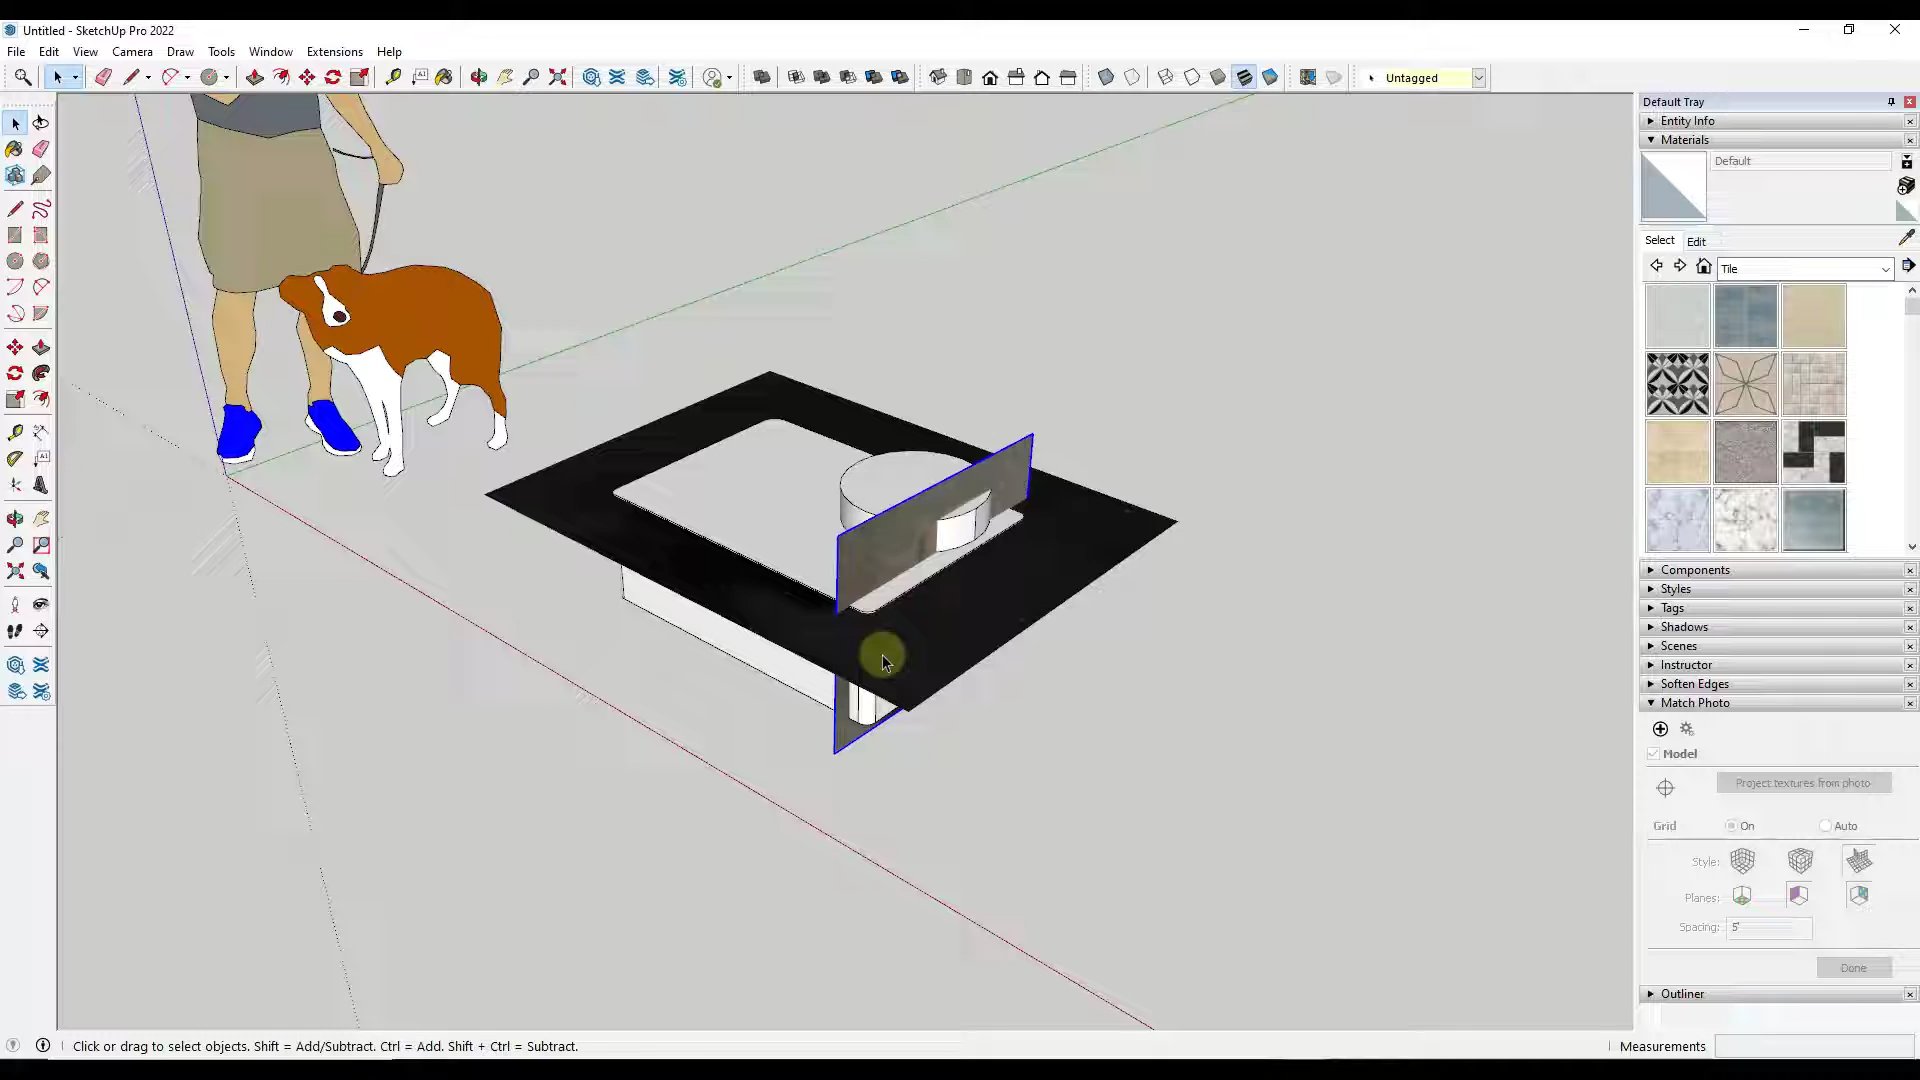 Untitled - SketchUp Pro 2022
File Edit View Camera Draw Tools Window Extensions Help
Untagged
Default Tray
Entity Info
Materials
Default
Select Edit
Tile
Components
Styles
Tags
Shadows
Scenes
Instructor
Soften Edges
Match Photo
Model
Project textures from photo
Grid On Auto
Style:
Planes:
Spacing: 5'
Done
Outliner
Click or drag to select objects. Shift = Add/Subtract. Ctrl = Add. Shift + Ctrl = Subtract. Measurements